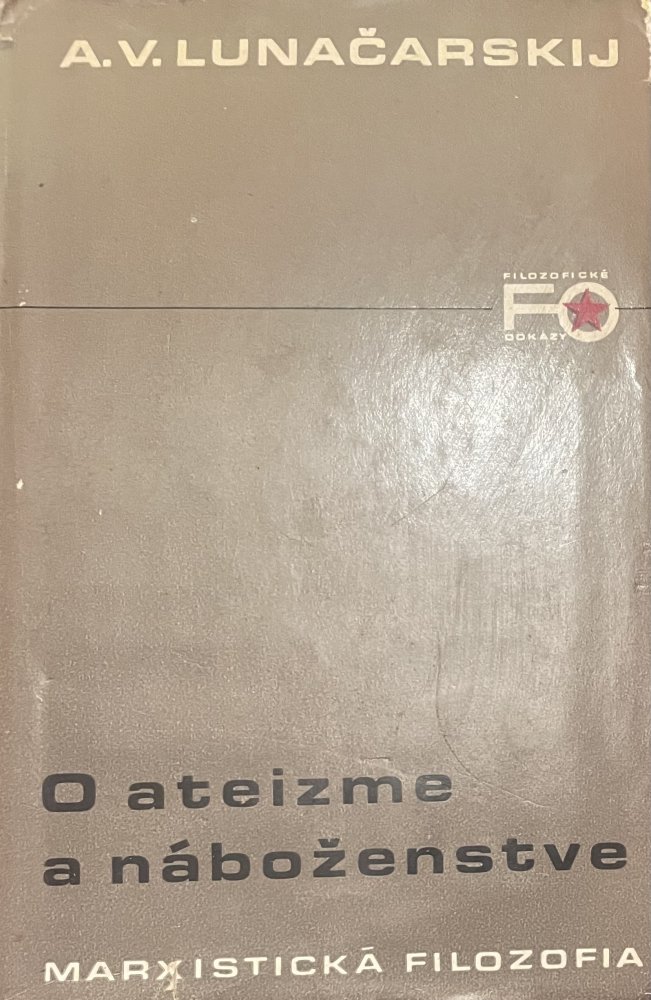 A.V. LUNAČARSKIJ
FILOZOFICKÉ
FO
ODKAZY
O ateizme
a náboženstve
MARXISTICKÁ FILOZOFIA